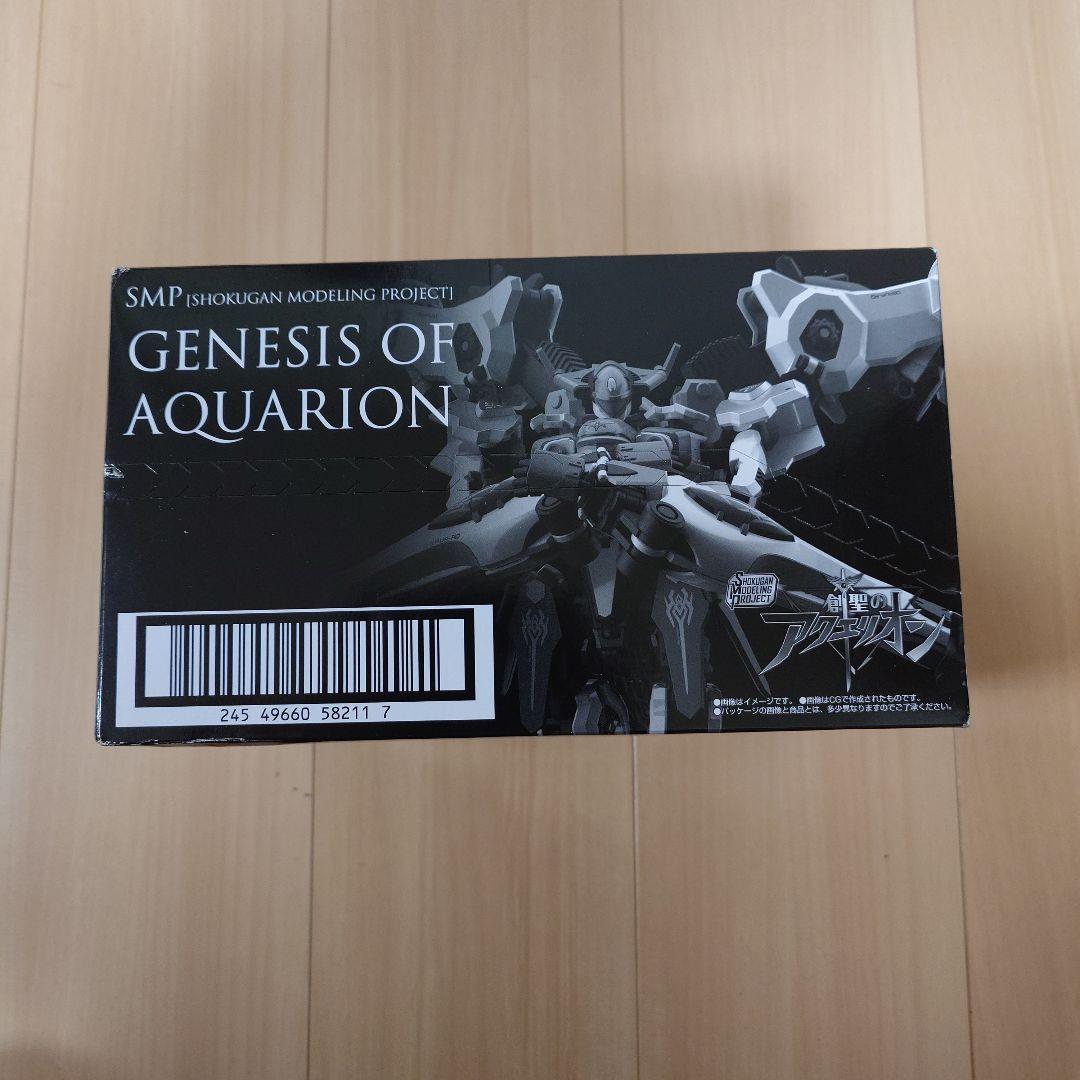 SMP [SHOKUGAN MODELING PROJECT]
GENESIS OF
AQUARION
SHOKUGAN
MODELING
PROJECT
創聖の
アクエリオン
245 49660 58211 7
●画像はイメージです。 ●画像はCGで作成されたものです。
●パッケージの画像と商品とは、多少異なりますのでご了承ください。